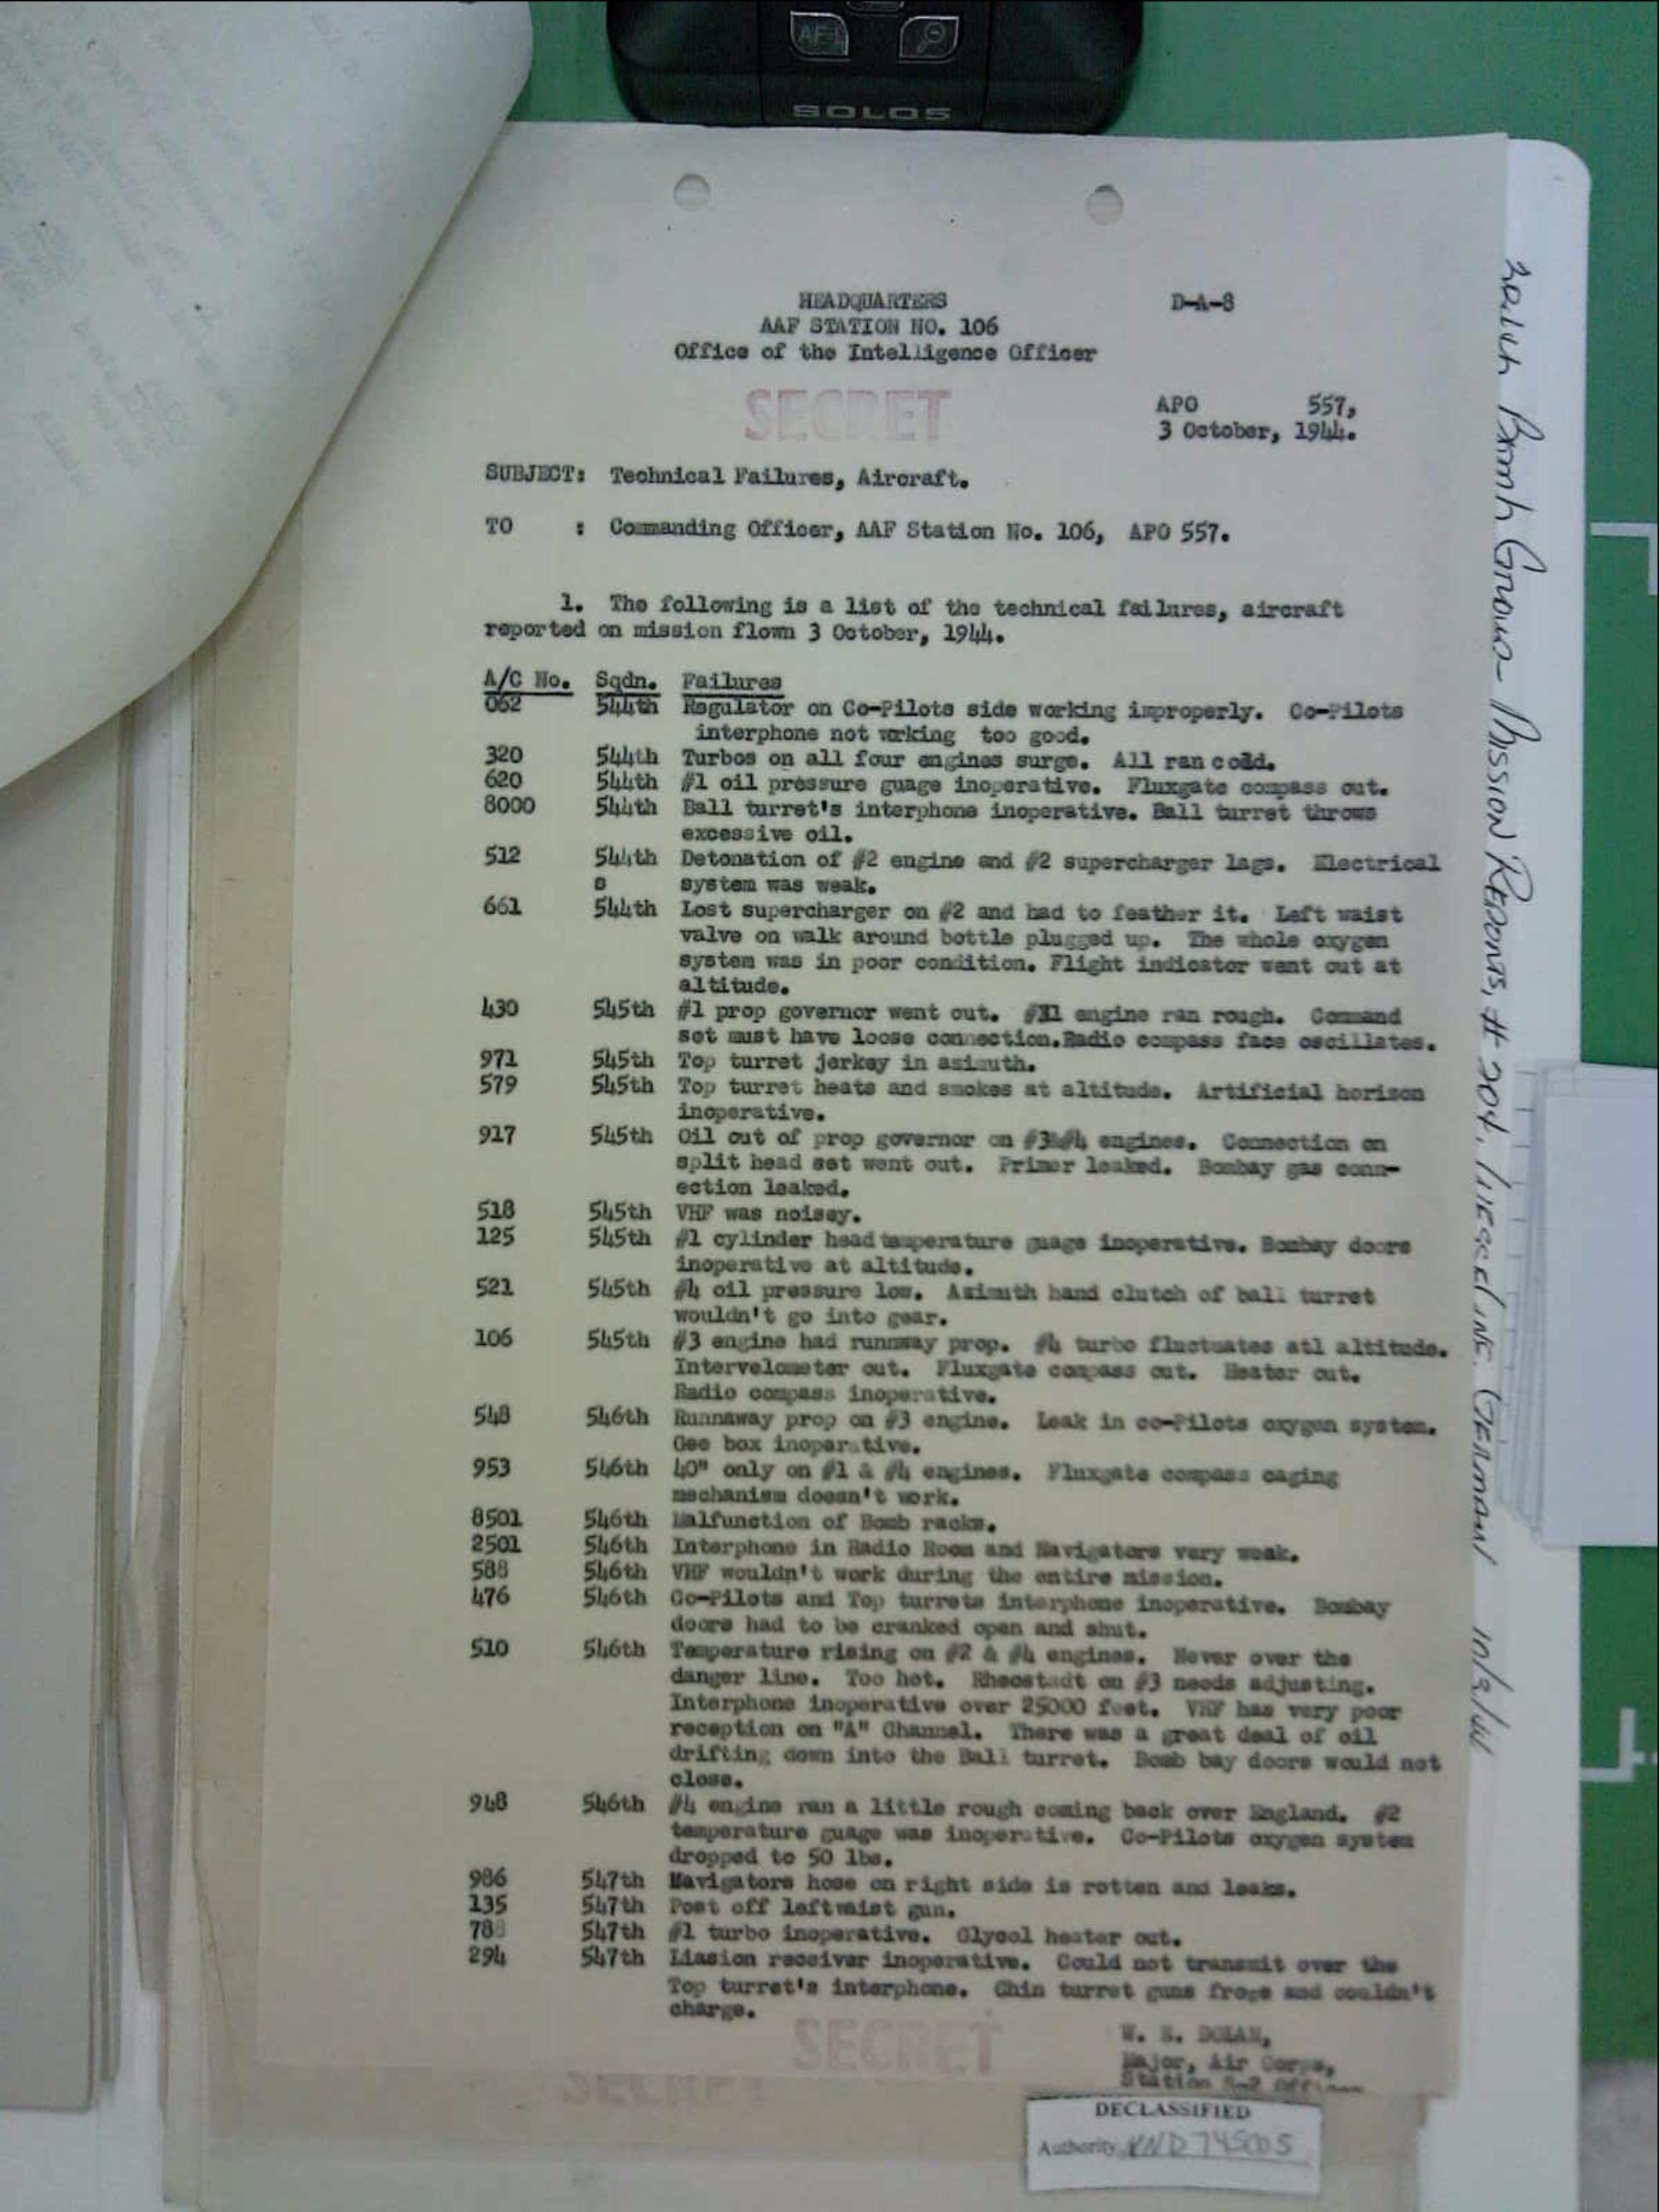 SOLOS
HEADQUARTERS D-A-8
AAF STATION NO. 106
Office of the Intelligence Officer
SECRET
APO 557,
3 October, 1944.
SUBJECT: Technical Failures, Aircraft.
TO : Commanding Officer, AAF Station No. 106, APO 557.
1. The following is a list of the technical failures, aircraft
reported on mission flown 3 October, 1944.
A/C No. Sqdn. Failures
062 544th Regulator on Co-Pilots side working improperly. Co-Pilots
interphone not wrking too good.
320 544th Turbos on all four engines surge. All ran cold.
620 544th #1 oil pressure guage inoperative. Fluxgate compass out.
8000 544th Ball turret's interphone inoperative. Ball turret throws
excessive oil.
512 544th Detonation of #2 engine and #2 supercharger lags. Electrical
system was weak.
661 544th Lost supercharger on #2 and had to feather it. Left waist
valve on walk around bottle plugged up. The whole oxygen
system was in poor condition. Flight indicator went out at
altitude.
430 545th #1 prop governor went out. engine ran rough. Command
set must have loose connection. Radio compass face oscillates.
971 545th Top turret jerkey in asimuth.
579 545th Top turret heats and smokes at altitude. Artificial horison
inoperative.
917 545th Oil out of prop governor on #3&#4 engines. Connection on
split head set went out. Primer leaked. Bombay gas conn-
ection leaked.
518 545th VHF was noisey.
125 545th #1 cylinder head temperature guage inoperative. Bombay doors
inoperative at altitude.
521 545th #4 oil pressure low. Azimuth hand clutch of ball turret
wouldn't go into gear.
106 545th #3 engine had runnway prop. #4 turbo fluctuates atl altitude.
Intervelometer out. Fluxgate compass out. Heater out.
Radio compass inoperative.
548 546th Runnaway prop on #3 engine. Leak in co-Pilots oxygen system.
Gee box inoperative.
953 546th 40" only on #1 & #4 engines. Fluxgate compass caging
mechanism doesn't work.
8501 546th Malfunction of Bomb racks.
2501 546th Interphone in Radio Room and Navigators very weak.
588 546th VHF wouldn't work during the entire mission.
476 546th Co-Pilots and Top turrets interphone inoperative. Bombay
doors had to be cranked open and shut.
510 546th Temperature rising on #2 & #4 engines. Never over the
danger line. Too hot. Rheostadt on #3 needs adjusting.
Interphone inoperative over 25000 feet. VHF has very poor
reception on "A" Channel. There was a great deal of oil
drifting down into the Ball turret. Bomb bay doors would not
close.
948 546th #4 engine ran a little rough coming back over England. #2
temperature guage was inoperative. Co-Pilots oxygen system
dropped to 50 lbs.
986 547th Navigators hose on right side is rotten and leaks.
135 547th Post off left waist gun.
788 547th #1 turbo inoperative. Glycol heater out.
294 547th Liasion receiver inoperative. Could not transmit over the
Top turret's interphone. Chin turret guns froze and couldn't
charge.
SECRET
W. S. DOLAN,
Major, Air Corps,
Station S-2
SECRET
DECLASSIFIED
Authority NND 745005
384th Bomb Group - Mission Reports, # 204, Germany 10/3/44